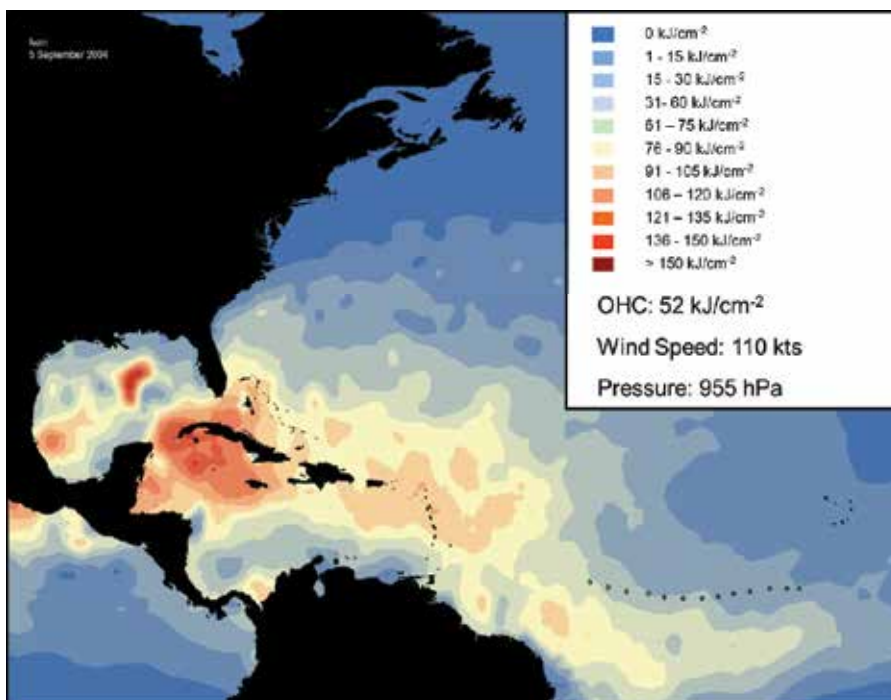 Ivan
5 September 2004
0 kJ/cm-2
1 - 15 kJ/cm-2
15 - 30 kJ/cm-2
31- 60 kJ/cm-2
61 – 75 kJ/cm-2
76 - 90 kJ/cm-2
91 - 105 kJ/cm-2
106 – 120 kJ/cm-2
121 – 135 kJ/cm-2
136 - 150 kJ/cm-2
> 150 kJ/cm-2
OHC: 52 kJ/cm-2
Wind Speed: 110 kts
Pressure: 955 hPa